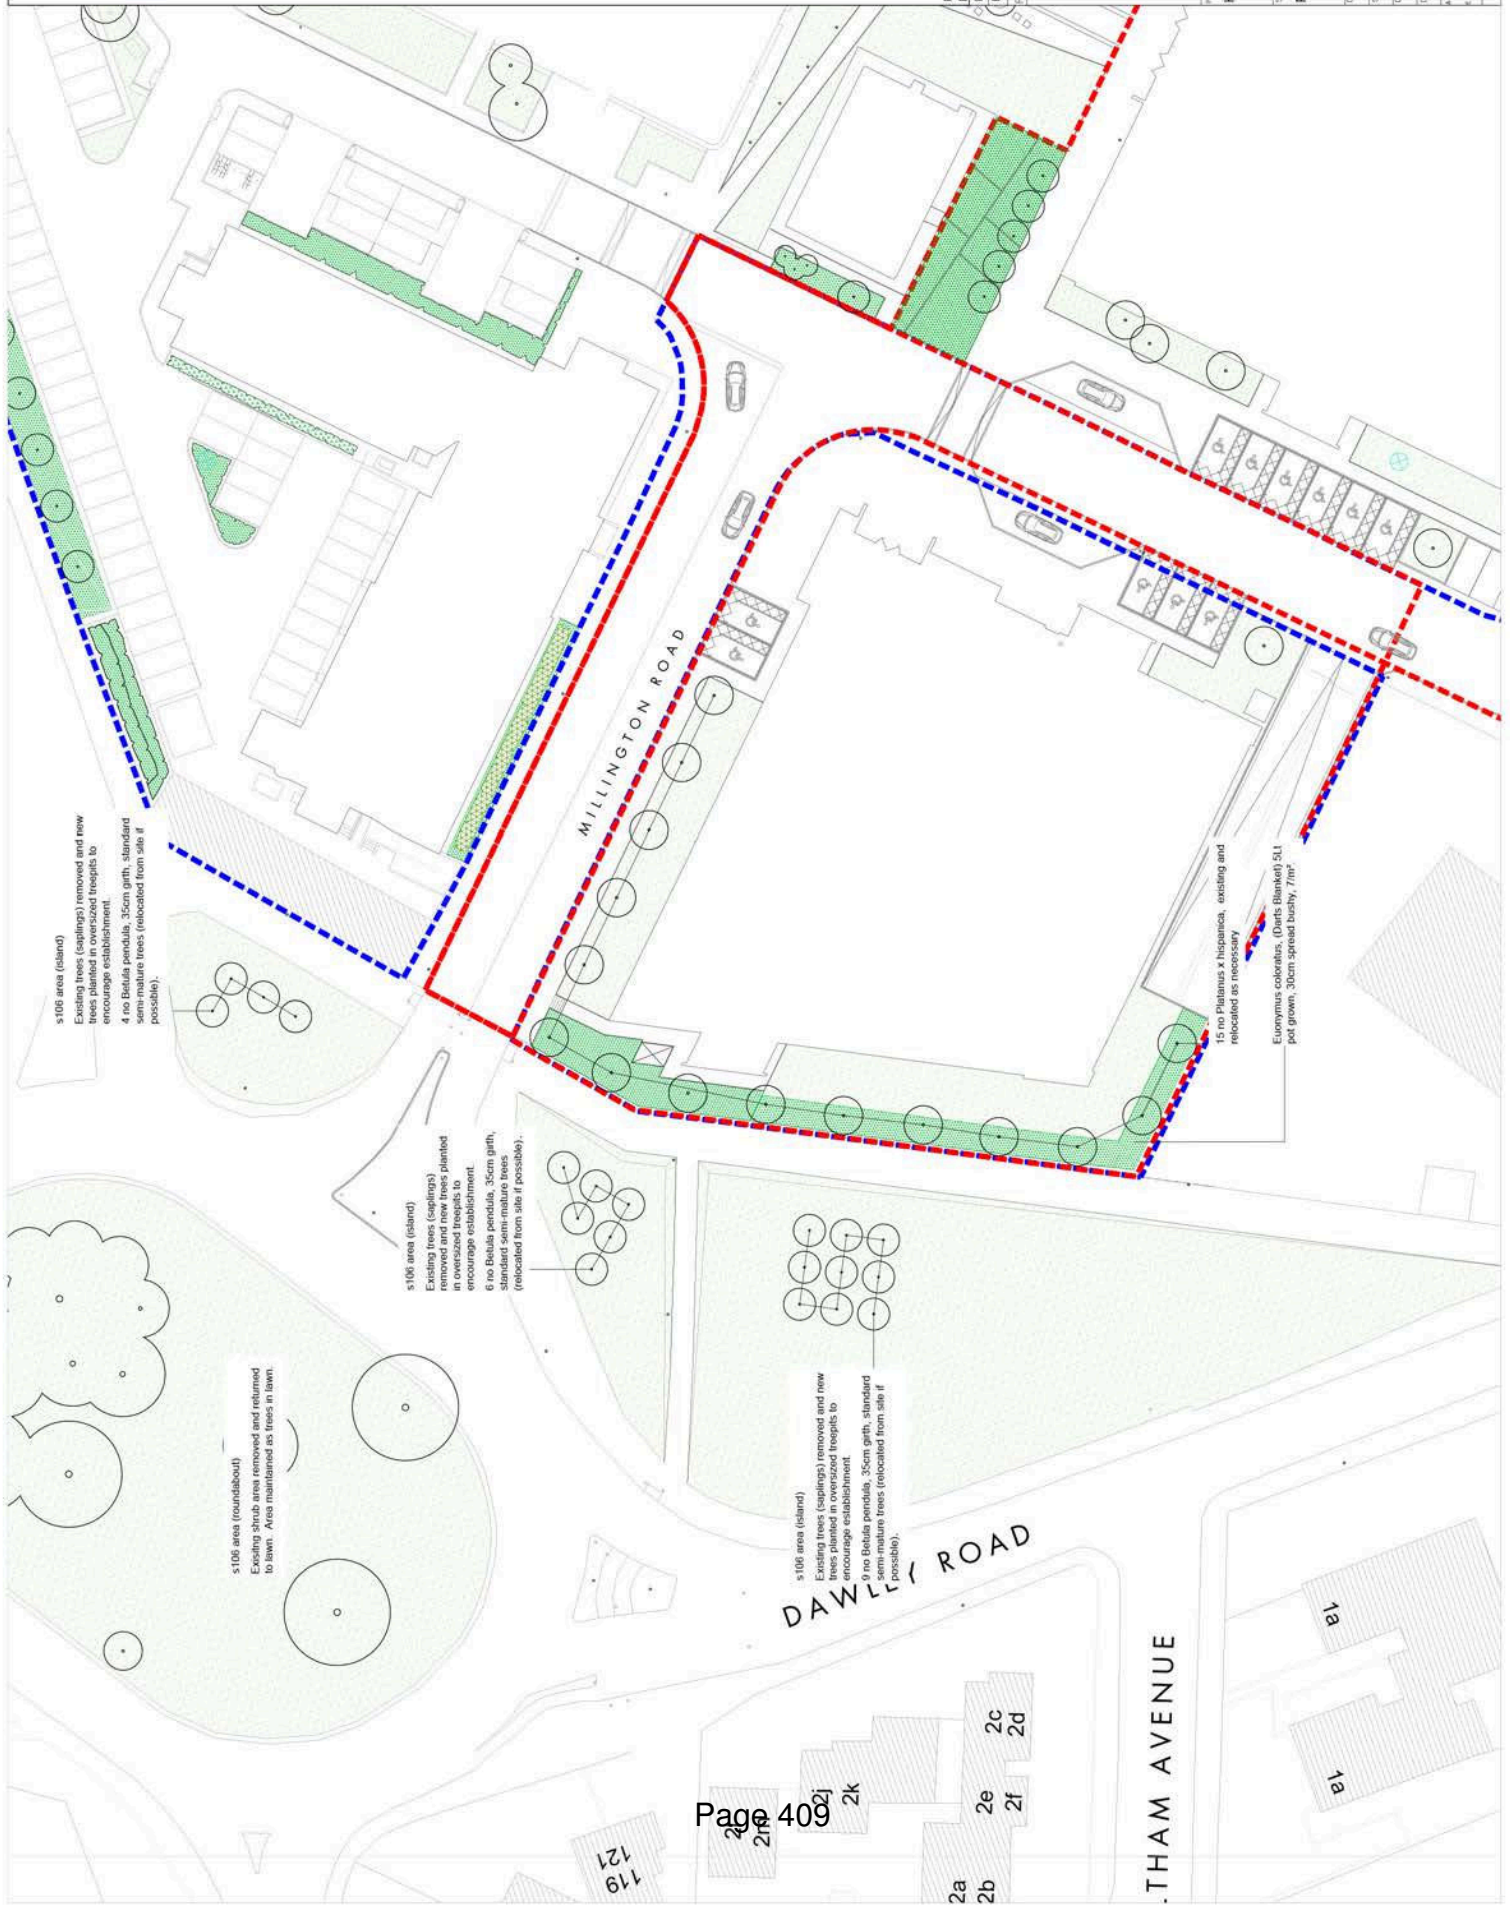 s106 area (island)
Existing trees (saplings) removed and new
trees planted in oversized treepits to
encourage establishment.
4 no Betula pendula, 35cm girth, standard
semi-mature trees (relocated from site if
possible).
s106 area (island)
Existing trees (saplings)
removed and new trees planted
in oversized treepits to
encourage establishment.
6 no Betula pendula, 35cm girth,
standard semi-mature trees
(relocated from site if possible).
s106 area (roundabout)
Exisitng shrub area removed and returned
to lawn. Area maintained as trees in lawn.
s106 area (island)
Existing trees (saplings) removed and new
trees planted in oversized treepits to
encourage establishment.
9 no Betula pendula, 35cm girth, standard
semi-mature trees (relocated from site if
possible).
15 no Platanus x hispanica, existing and
relocated as necessary
Euonymus coloratus, (Darts Blanket) 5Lt
pot grown, 30cm spread bushy, 7/m².
MILLINGTON ROAD
DAWLEY ROAD
.THAM AVENUE
119
121
2m
2j
2k
2c
2d
2e
2f
2a
2b
1a
1a
Page 409